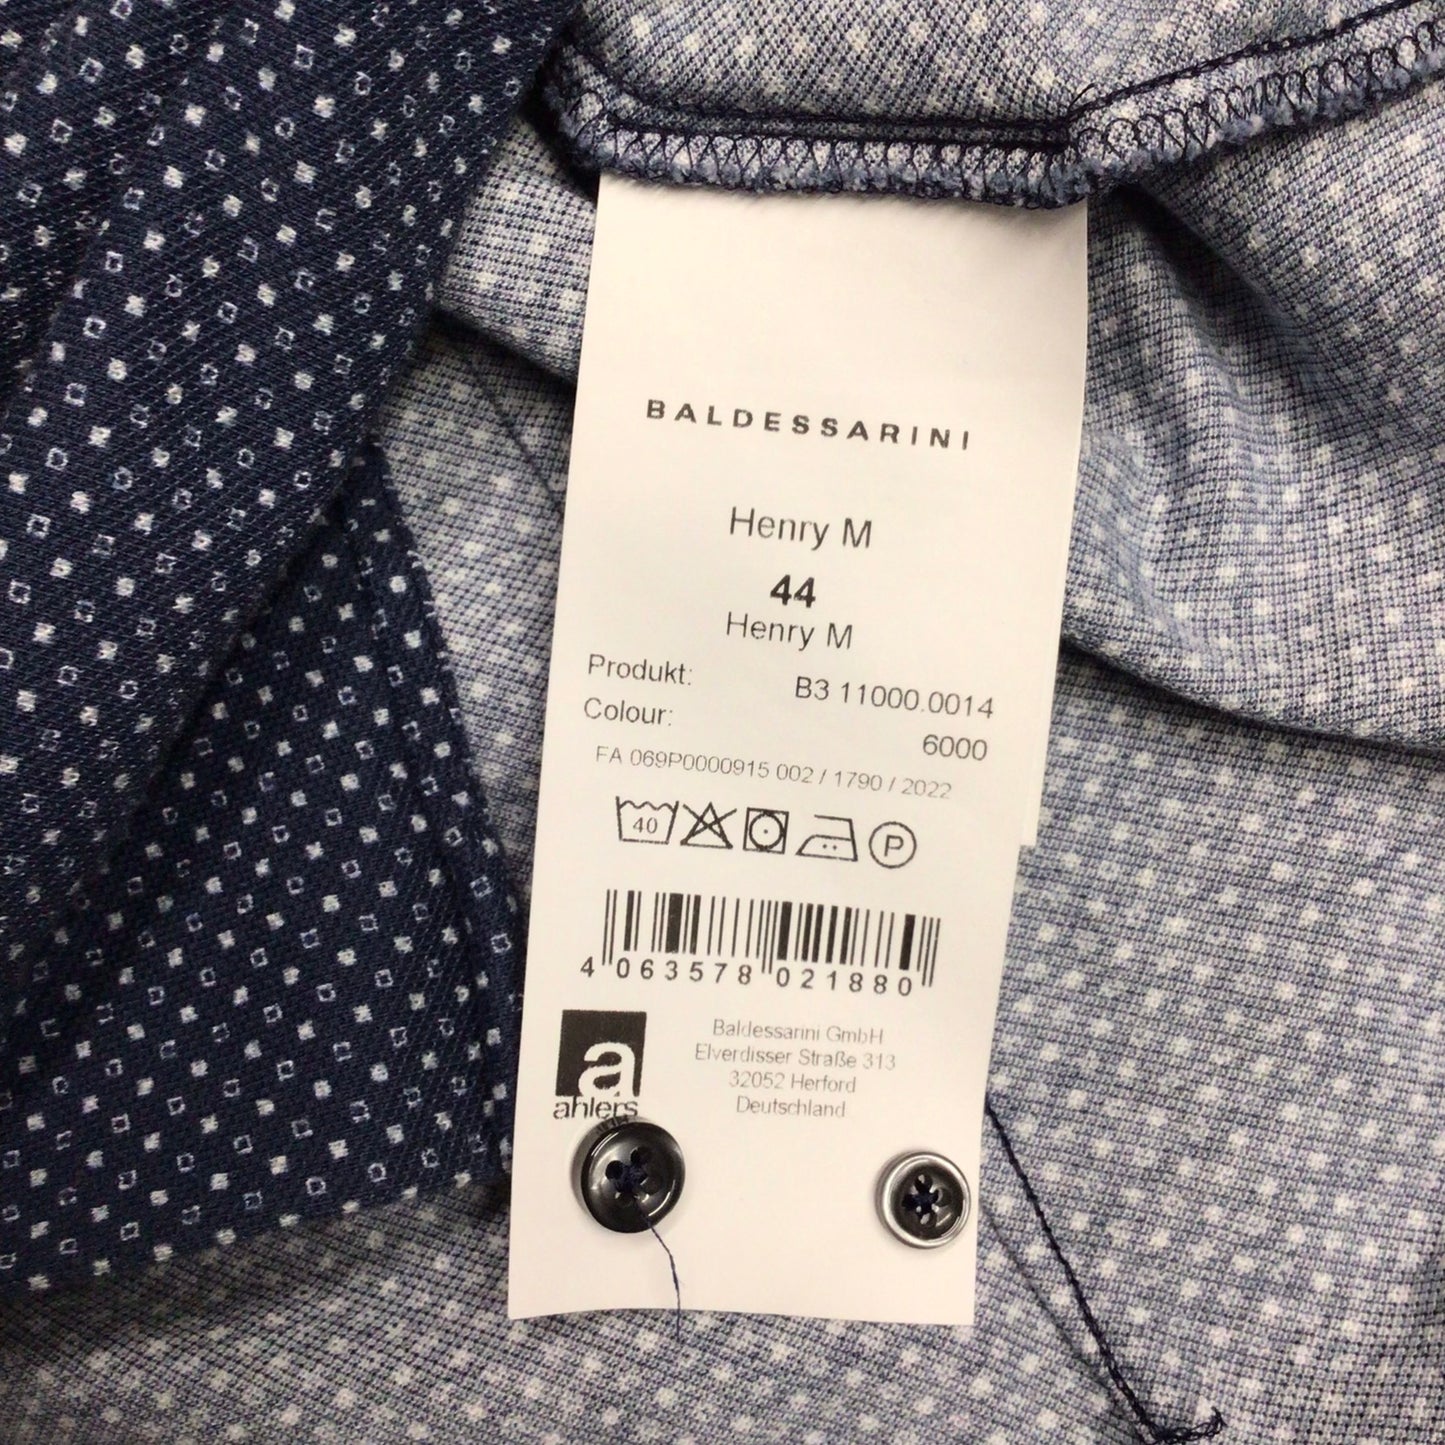 BALDESSARINI
Henry M
44
Henry M
Produkt: B3 11000.0014
Colour: 6000
FA 069P0000915 002 / 1790 / 2022
40 P
4 063578 021880
Baldessarini GmbH
Elverdisser Straße 313
32052 Herford
Deutschland
a
ahlers